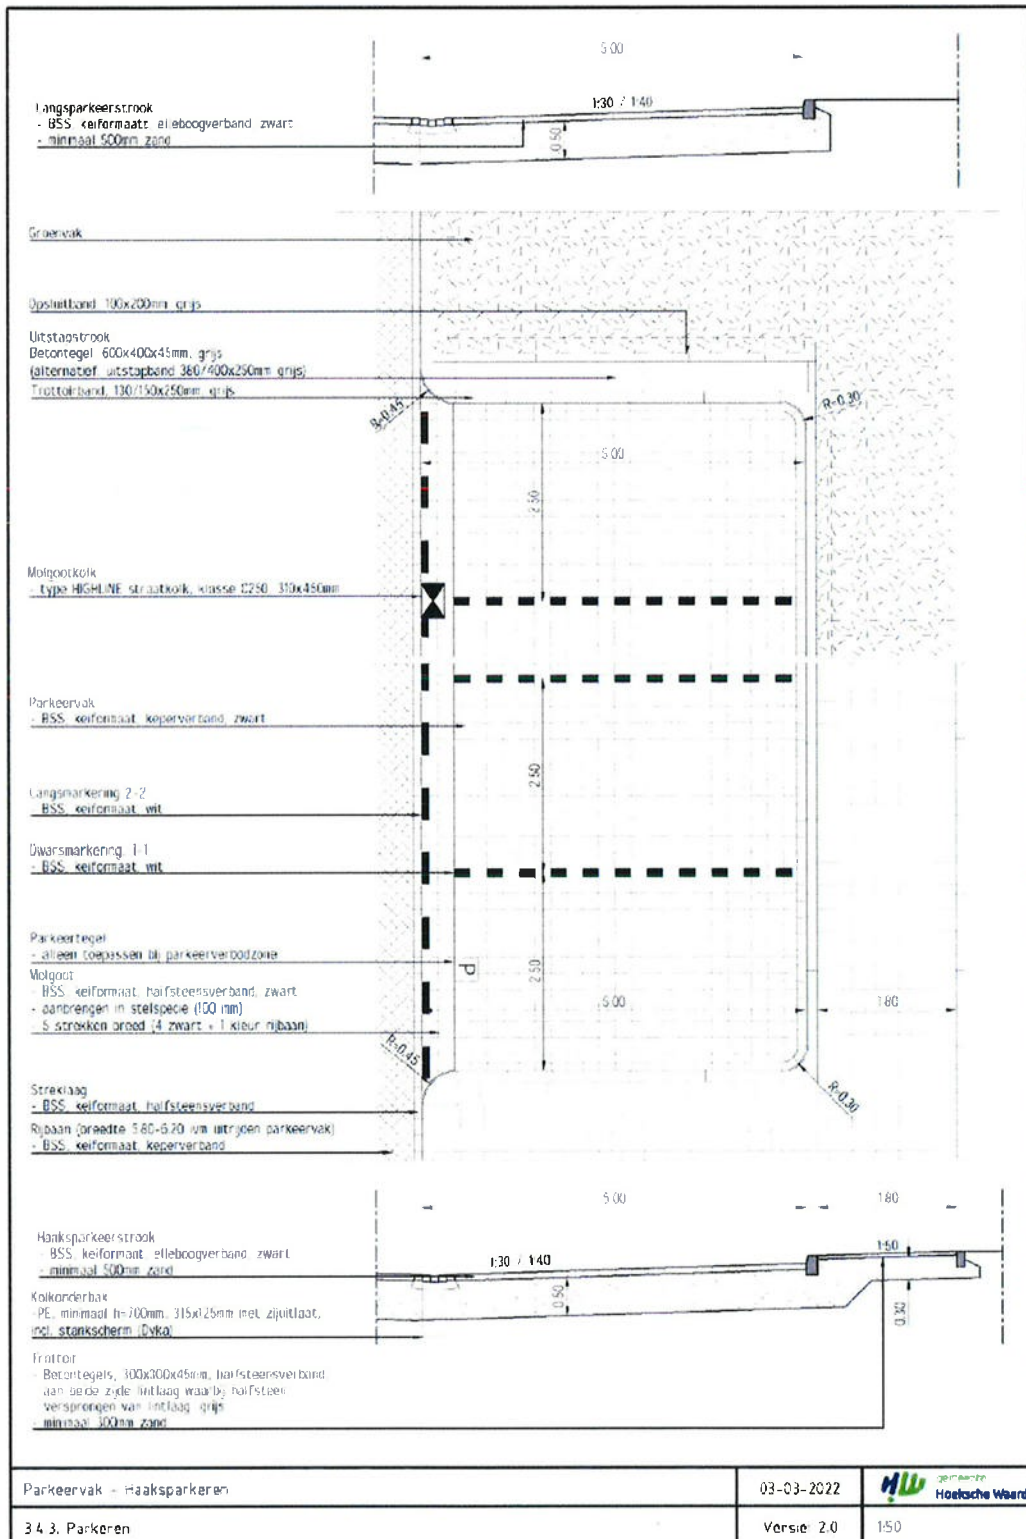 5.00
Langsparkeerstrook
- BSS, keiformaat, elleboogverband zwart
- minimaal 500mm zand
1:30 / 1:40
0.50
Groenvak
Opsluitband 100x200mm grijs
Uitstapstrook
Betontegel 600x400x45mm, grijs
(alternatief uitstapband 380/400x250mm grijs)
Trottoirband, 130/150x250mm, grijs
R=0.45
R=0.30
5.00
2.50
Molgootkolk
- type HIGHLINE straatkolk, klasse C250, 310x450mm
Parkeervak
- BSS, keiformaat, keperverband, zwart
2.50
Langsmarkering 2-2
- BSS, keiformaat, wit
Dwarsmarkering, 1-1
- BSS, keiformaat, wit
Parkeertegel
- alleen toepassen bij parkeerverbodzone
P
2.50
Molgoot
- BSS, keiformaat, halfsteensverband, zwart
- aanbrengen in stelspecie (100 mm)
- 5 strekken breed (4 zwart + 1 kleur rijbaan)
5.00
1.80
R=0.45
R=0.30
Streklaag
- BSS, keiformaat, halfsteensverband
Rijbaan (breedte 5.80-6.20 ivm uitrijden parkeervak)
- BSS, keiformaat, keperverband
5.00
1.80
Haaksparkeerstrook
- BSS, keiformaat, elleboogverband, zwart
- minimaal 500mm zand
1:30 / 1:40
1:50
0.50
0.30
Kolkonderbak
-PE, minimaal h=700mm, 315x125mm met zijuitlaat,
incl. stankscherm (Dyka)
Trottoir
- Betontegels, 300x300x45mm, halfsteensverband
aan beide zijde lintlaag waarbij halfsteen
versprongen van lintlaag, grijs
- minimaal 300mm zand
Parkeervak - Haaksparkeren
03-03-2022
gemeente
Hoeksche Waard
3.4.3. Parkeren
Versie: 2.0
1:50